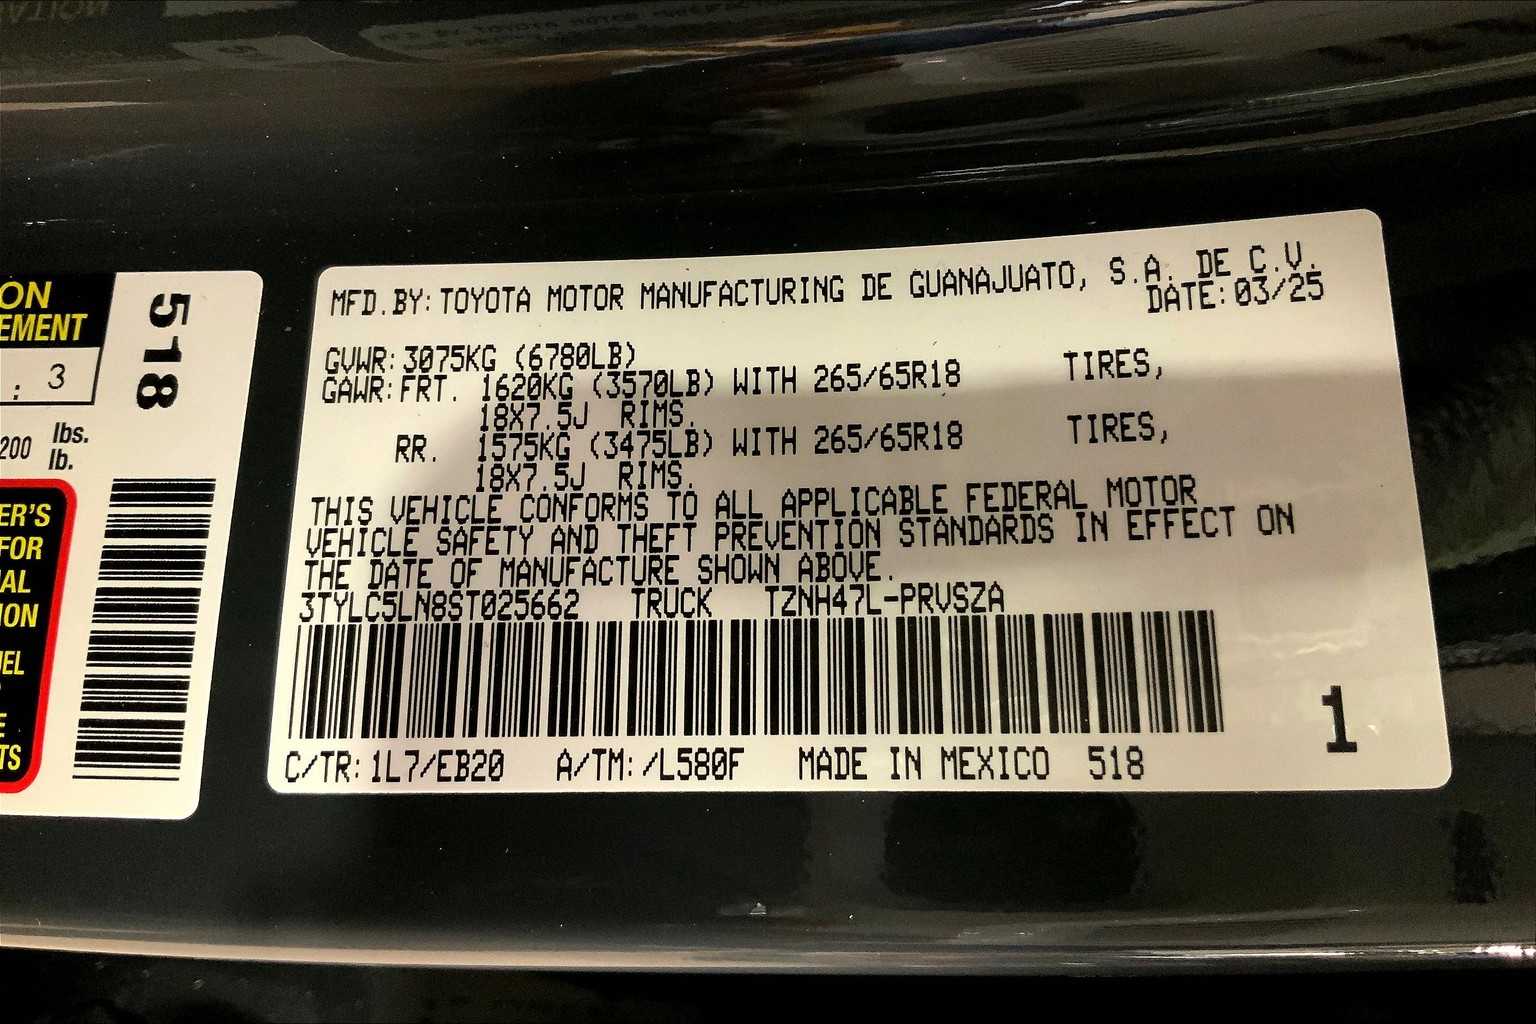 MFD.BY: TOYOTA MOTOR MANUFACTURING DE GUANAJUATO, S.A. DE C.V.
DATE: 03/25
GVWR: 3075KG (6780LB)
GAWR: FRT. 1620KG (3570LB) WITH 265/65R18 TIRES,
18X7.5J RIMS.
RR. 1575KG (3475LB) WITH 265/65R18 TIRES,
18X7.5J RIMS.
THIS VEHICLE CONFORMS TO ALL APPLICABLE FEDERAL MOTOR
VEHICLE SAFETY AND THEFT PREVENTION STANDARDS IN EFFECT ON
THE DATE OF MANUFACTURE SHOWN ABOVE.
3TYLC5LN8ST025662 TRUCK TZNH47L-PRVSZA
1
C/TR: 1L7/EB20 A/TM: /L580F MADE IN MEXICO 518
ON
EMENT
: 3
200 lbs.
lb.
518
ER'S
FOR
IAL
ION
UEL
E
TS